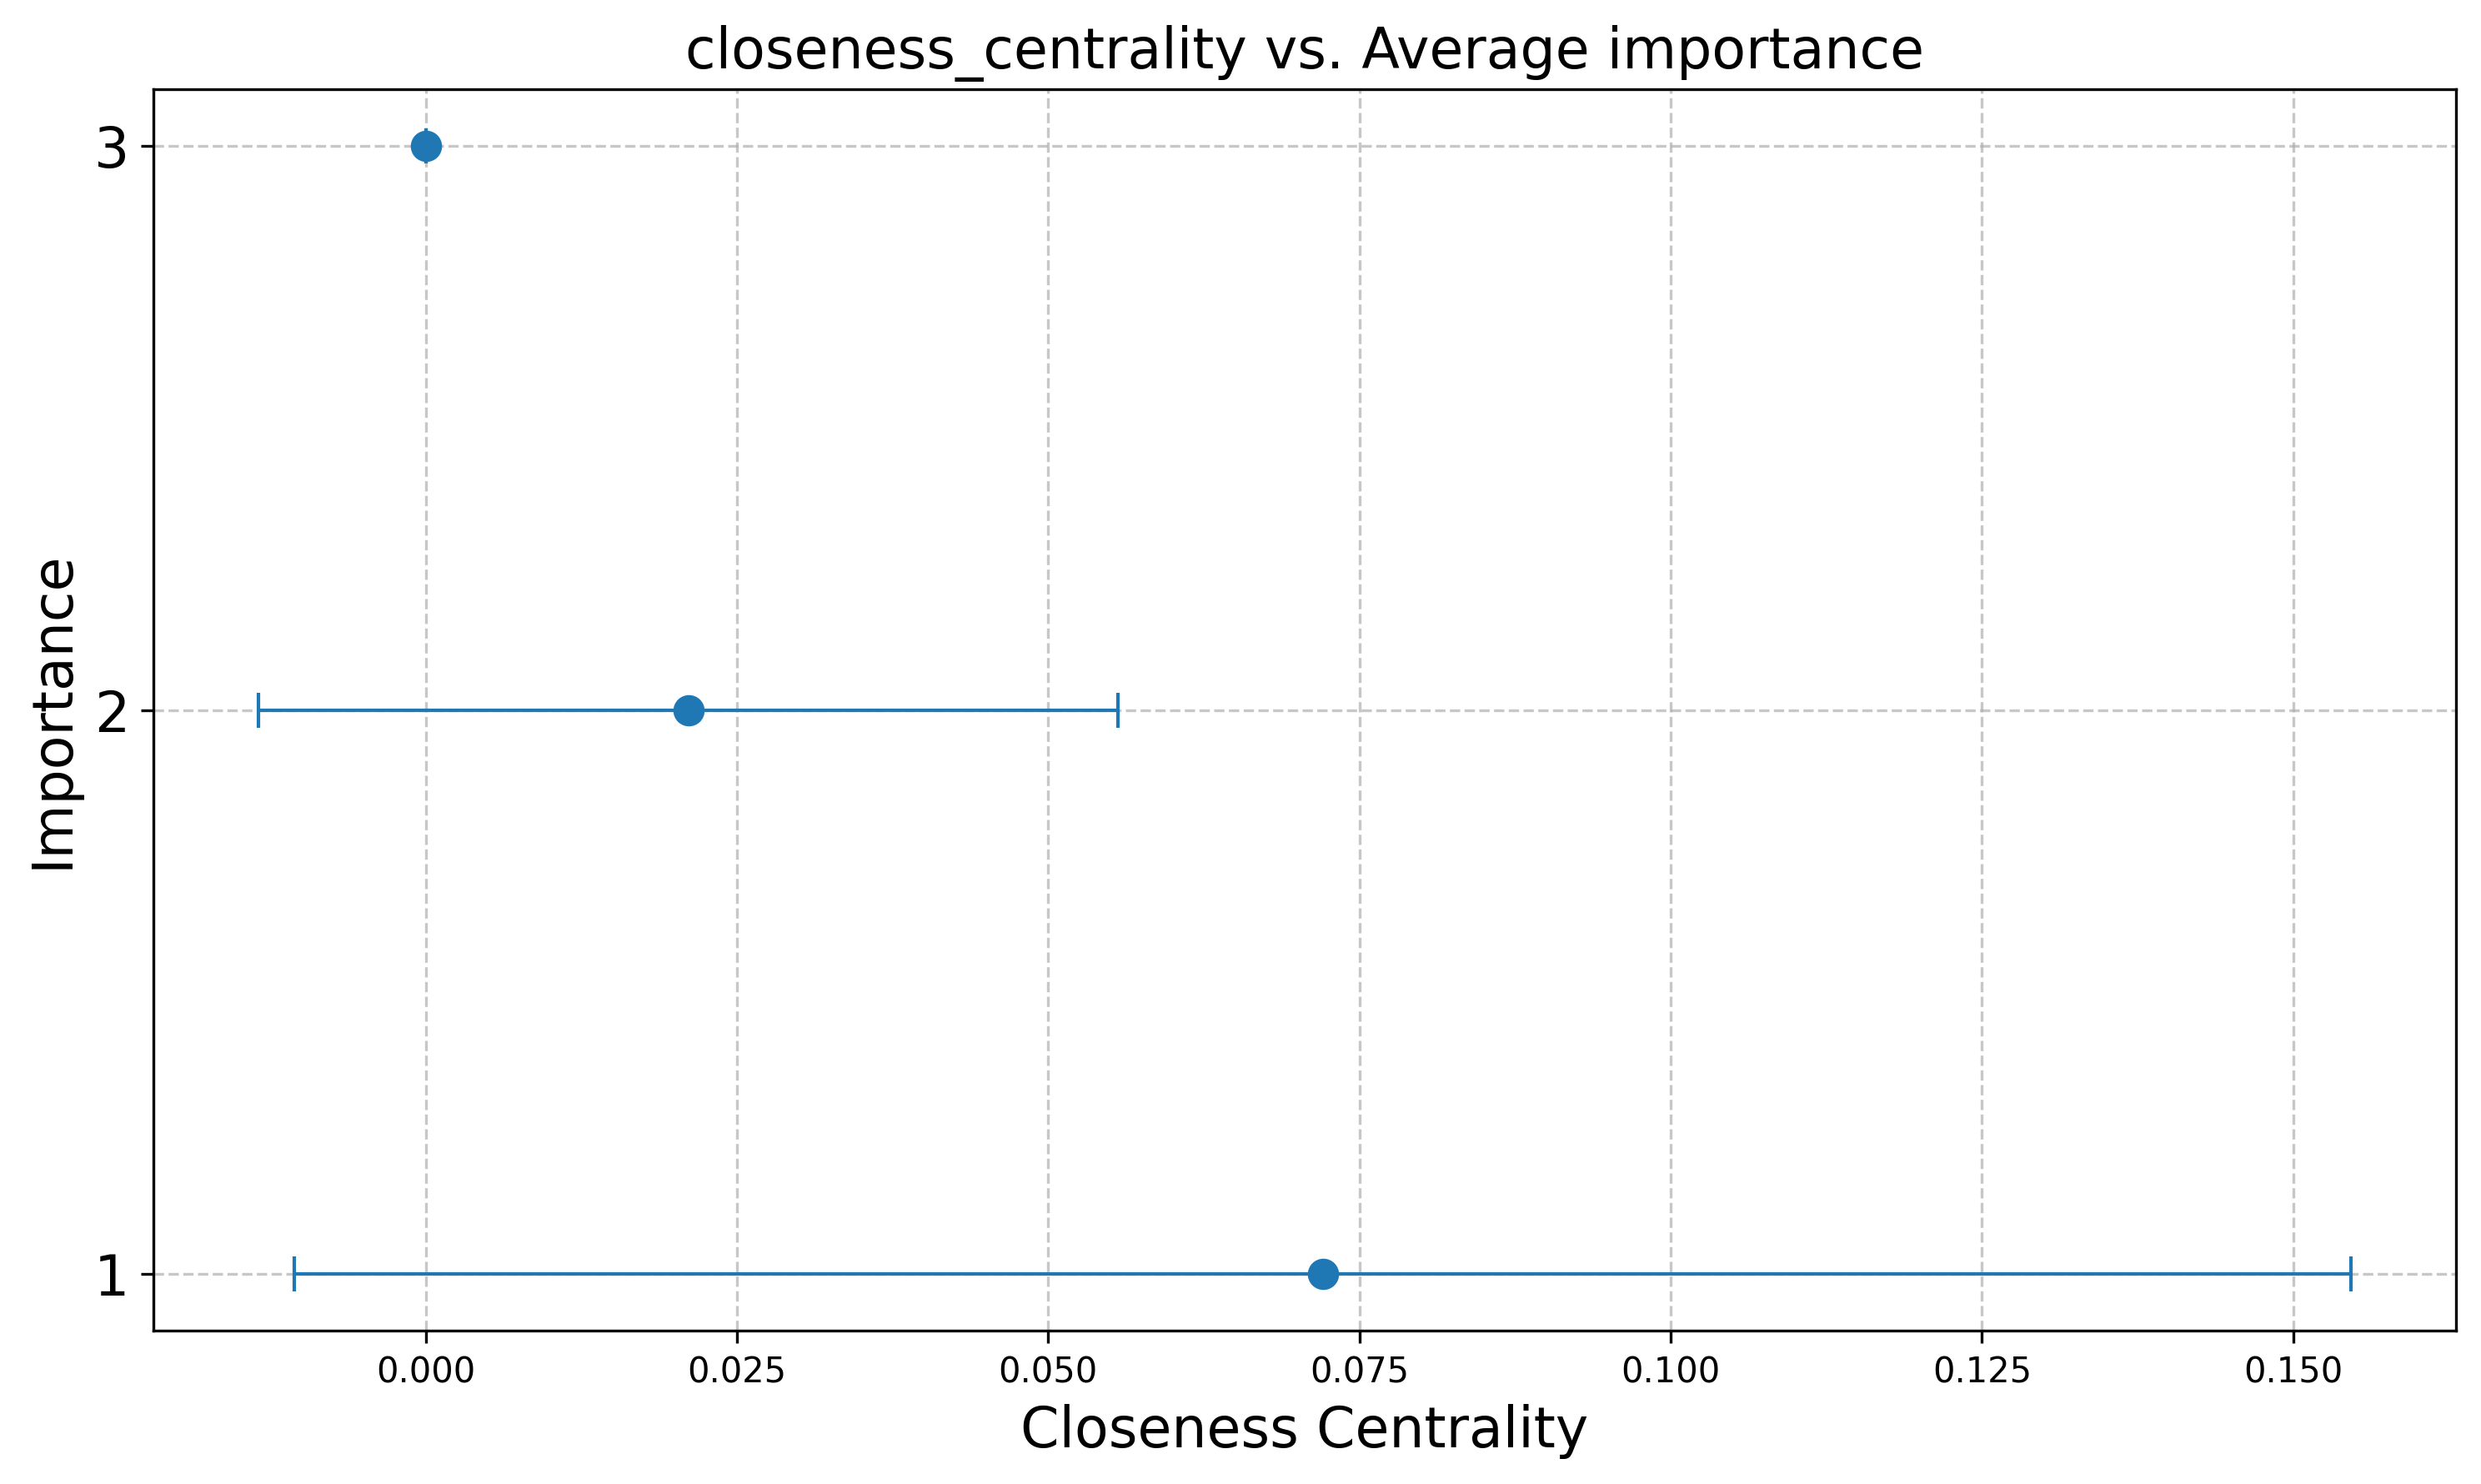 closeness_centrality vs. Average importance
3
2
1
Importance
0.000 0.025 0.050 0.075 0.100 0.125 0.150
Closeness Centrality